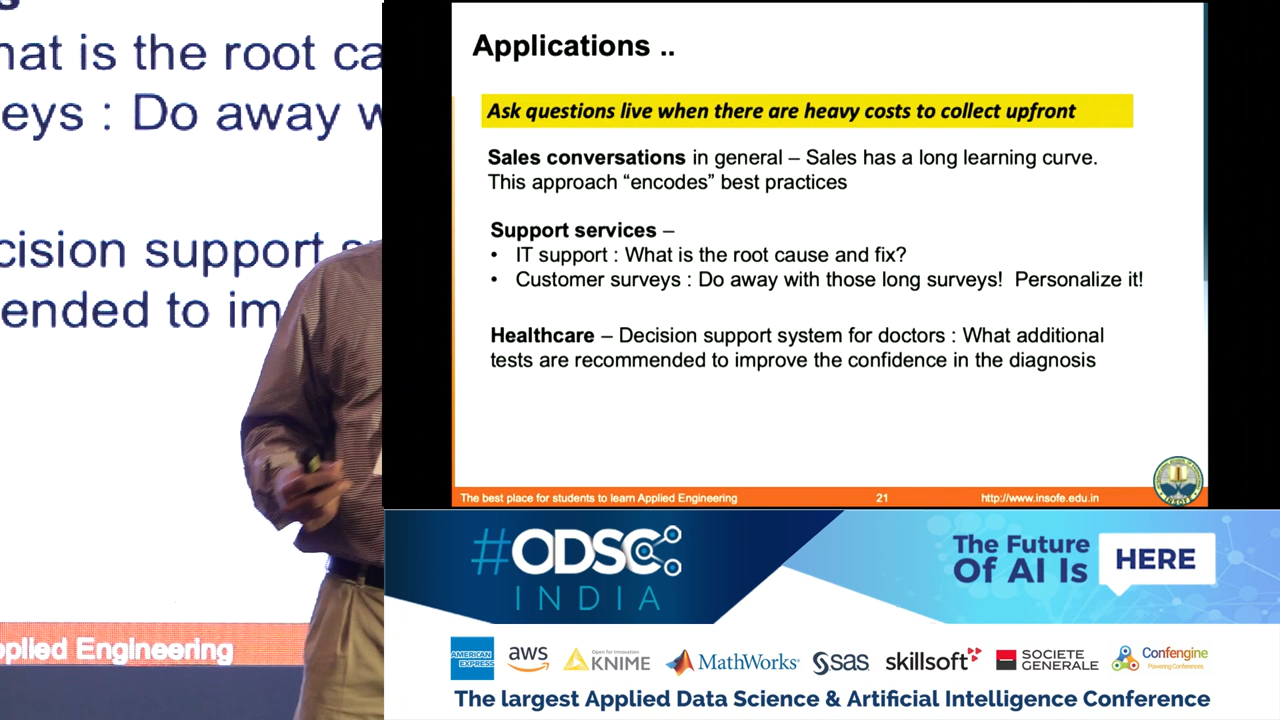 hat is the root ca
eys : Do away w
cision support s
ended to im
pplied Engineering
Applications ..
Ask questions live when there are heavy costs to collect upfront
Sales conversations in general – Sales has a long learning curve.
This approach “encodes” best practices
Support services –
• IT support : What is the root cause and fix?
• Customer surveys : Do away with those long surveys! Personalize it!
Healthcare – Decision support system for doctors : What additional
tests are recommended to improve the confidence in the diagnosis
The best place for students to learn Applied Engineering 21 http://www.insofe.edu.in
INSOFE
#ODSC
INDIA
The Future
Of AI Is
HERE
AMERICAN
EXPRESS
aws
Open for Innovation
KNIME
MathWorks®
sas
skillsoft
SOCIETE
GENERALE
Confengine
Powering Conferences
The largest Applied Data Science & Artificial Intelligence Conference